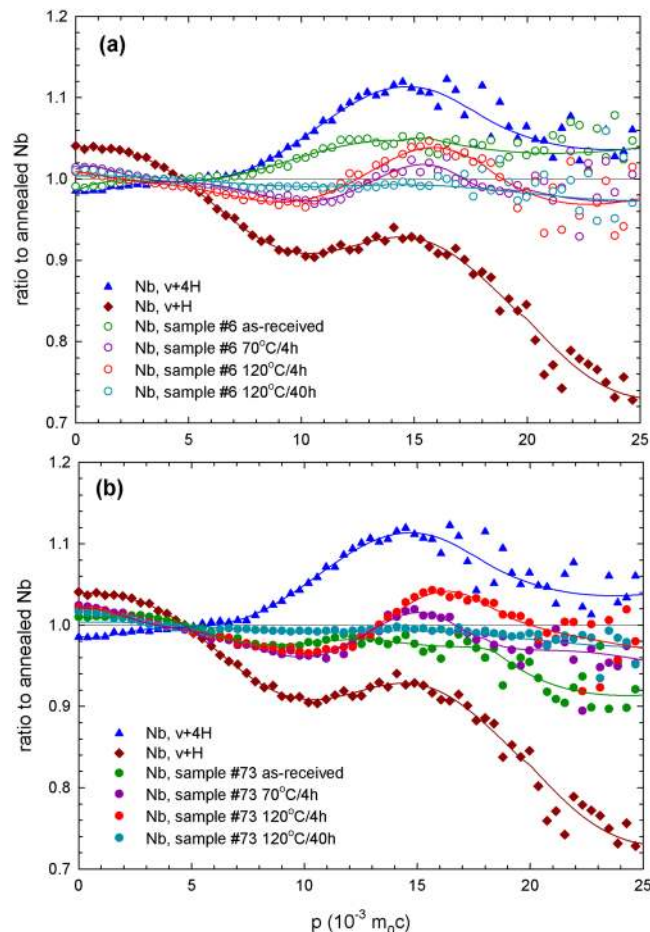 (a)
1.2
1.1
1.0
0.9
0.8
0.7
ratio to annealed Nb
Nb, v+4H
Nb, v+H
Nb, sample #6 as-received
Nb, sample #6 70°C/4h
Nb, sample #6 120°C/4h
Nb, sample #6 120°C/40h
0 5 10 15 20 25
(b)
1.2
1.1
1.0
0.9
0.8
0.7
ratio to annealed Nb
Nb, v+4H
Nb, v+H
Nb, sample #73 as-received
Nb, sample #73 70°C/4h
Nb, sample #73 120°C/4h
Nb, sample #73 120°C/40h
0 5 10 15 20 25
p (10⁻³ m₀c)